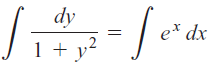 ∫ dy / (1 + y²) = ∫ eˣ dx